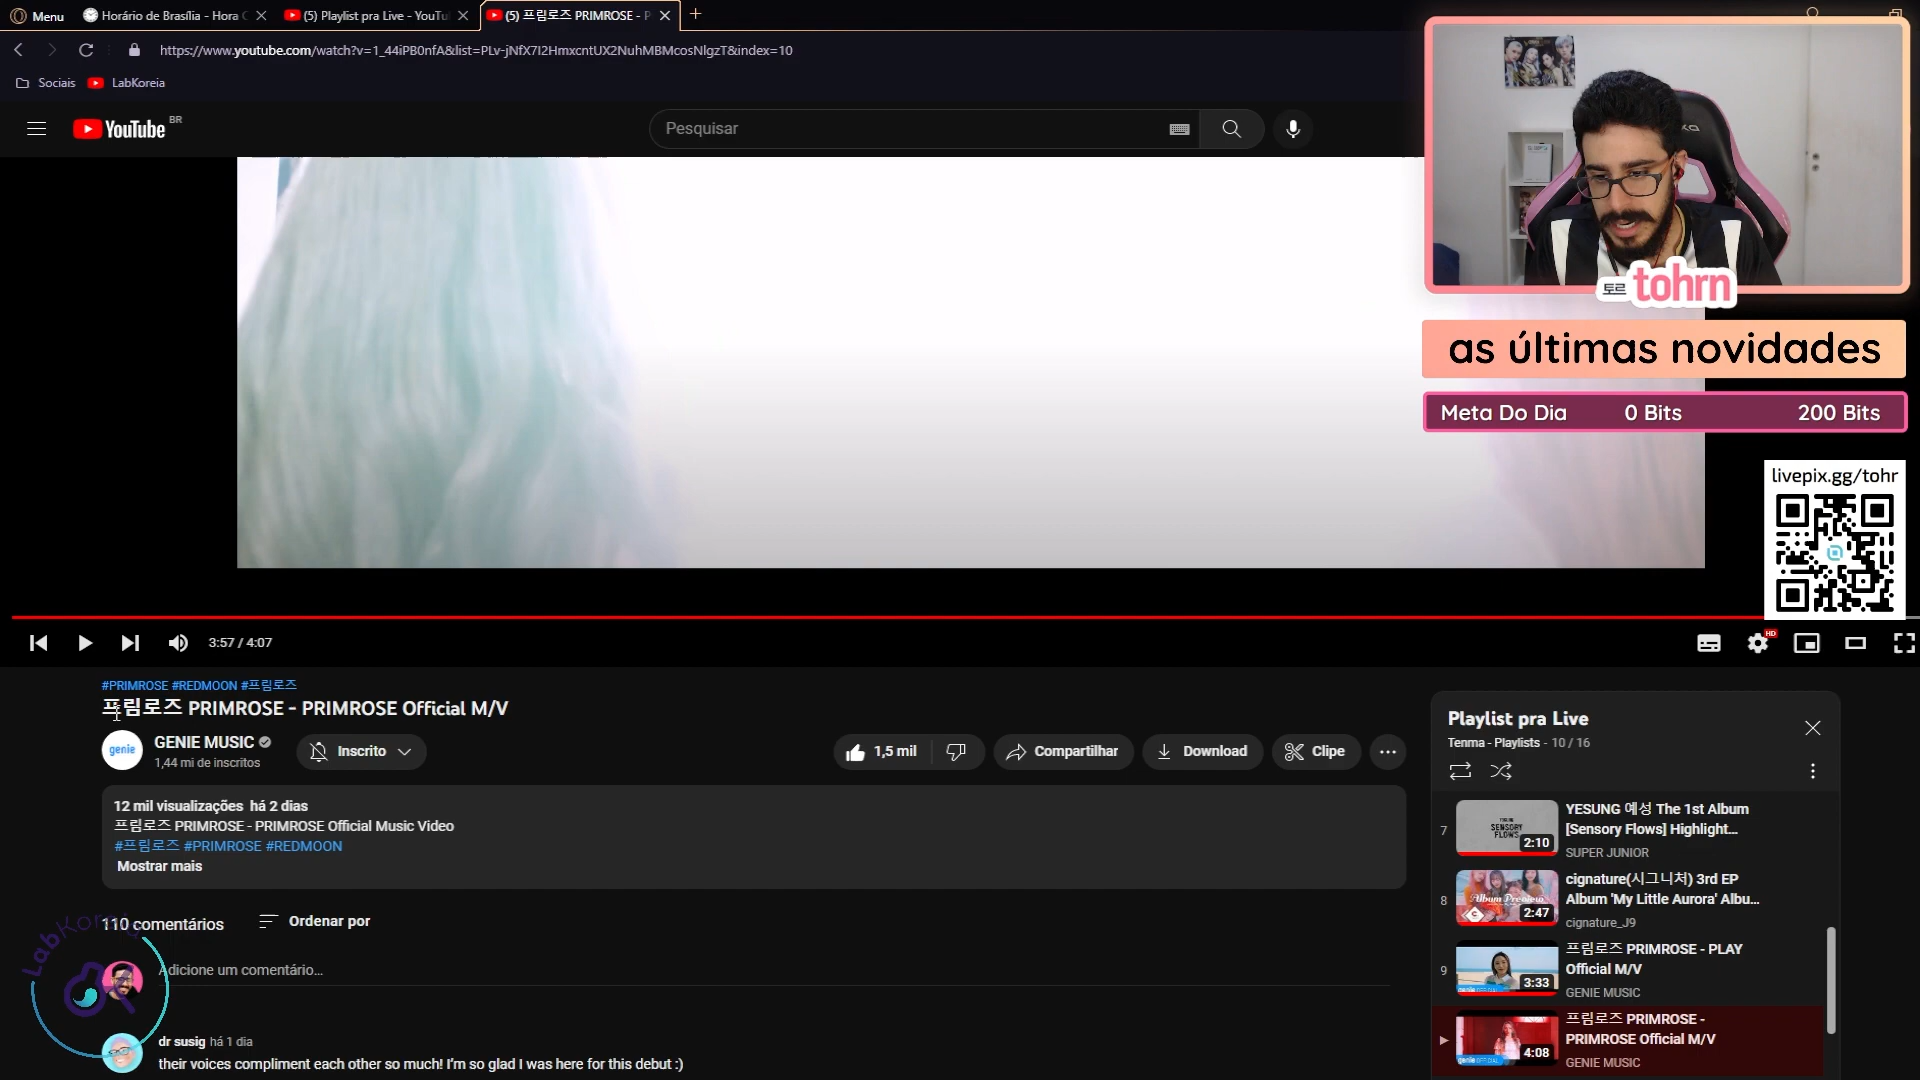 Menu
Horário de Brasília - Hora
(5) Playlist pra Live - YouTu
(5) 프림로즈 PRIMROSE - P
https://www.youtube.com/watch?v=1_44iPB0nfA&list=PLv-jNfX7I2HmxcntUX2NuhMBMcosNlgzT&index=10
Sociais
LabKoreia
YouTube BR
Pesquisar
토르 tohrn
as últimas novidades
Meta Do Dia 0 Bits 200 Bits
livepix.gg/tohr
3:57 / 4:07
HD
#PRIMROSE #REDMOON #프림로즈
프림로즈 PRIMROSE - PRIMROSE Official M/V
genie
GENIE MUSIC
1,44 mi de inscritos
Inscrito
1,5 mil
Compartilhar
Download
Clipe
12 mil visualizações há 2 dias
프림로즈 PRIMROSE - PRIMROSE Official Music Video
#프림로즈 #PRIMROSE #REDMOON
Mostrar mais
110 comentários
Ordenar por
Adicione um comentário...
dr susig há 1 dia
their voices compliment each other so much! I'm so glad I was here for this debut :)
Playlist pra Live
Tenma - Playlists - 10 / 16
7
SENSORY FLOWS
2:10
YESUNG 예성 The 1st Album
[Sensory Flows] Highlight...
SUPER JUNIOR
8
Album Preview
2:47
cignature(시그니처) 3rd EP
Album 'My Little Aurora' Albu...
cignature_J9
9
3:33
프림로즈 PRIMROSE - PLAY
Official M/V
GENIE MUSIC
4:08
프림로즈 PRIMROSE -
PRIMROSE Official M/V
GENIE MUSIC